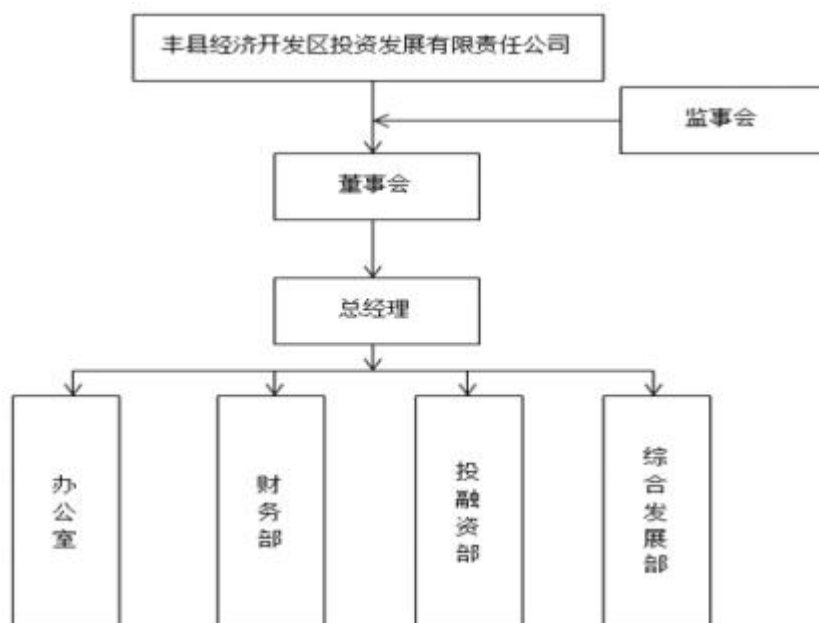 丰县经济开发区投资发展有限责任公司
监事会
董事会
总经理
办公室
财务部
投融资部
综合发展部